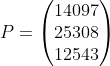 P = ( 14097
25308
12543 )